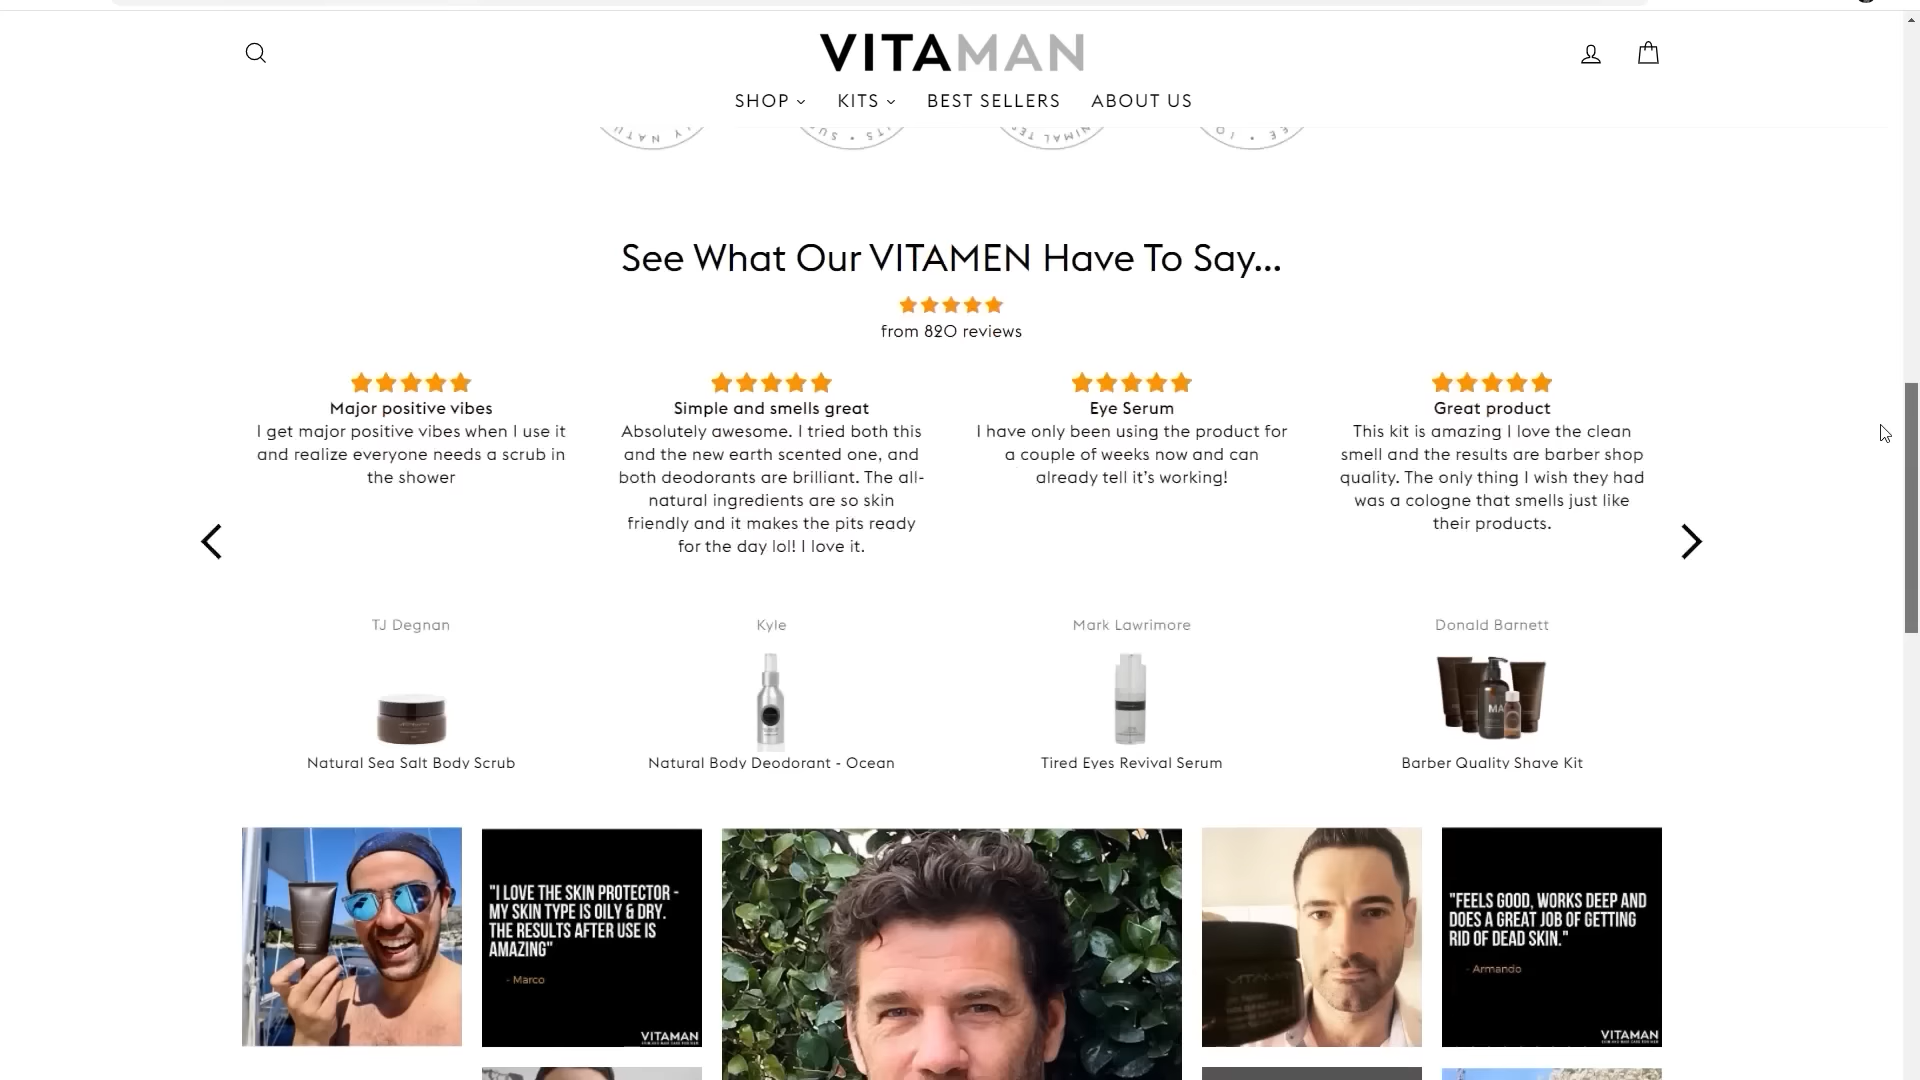 VITAMAN
SHOP
KITS
BEST SELLERS
ABOUT US
See What Our VITAMEN Have To Say...
from 820 reviews
Major positive vibes
I get major positive vibes when I use it
and realize everyone needs a scrub in
the shower
TJ Degnan
Natural Sea Salt Body Scrub
Simple and smells great
Absolutely awesome. I tried both this
and the new earth scented one, and
both deodorants are brilliant. The all-
natural ingredients are so skin
friendly and it makes the pits ready
for the day lol! I love it.
Kyle
Natural Body Deodorant - Ocean
Eye Serum
I have only been using the product for
a couple of weeks now and can
already tell it’s working!
Mark Lawrimore
Tired Eyes Revival Serum
Great product
This kit is amazing I love the clean
smell and the results are barber shop
quality. The only thing I wish they had
was a cologne that smells just like
their products.
Donald Barnett
MA
Barber Quality Shave Kit
"I LOVE THE SKIN PROTECTOR -
MY SKIN TYPE IS OILY & DRY.
THE RESULTS AFTER USE IS
AMAZING"
- Marco
VITAMAN
VITAMAN
"FEELS GOOD, WORKS DEEP AND
DOES A GREAT JOB OF GETTING
RID OF DEAD SKIN."
- Armando
VITAMAN